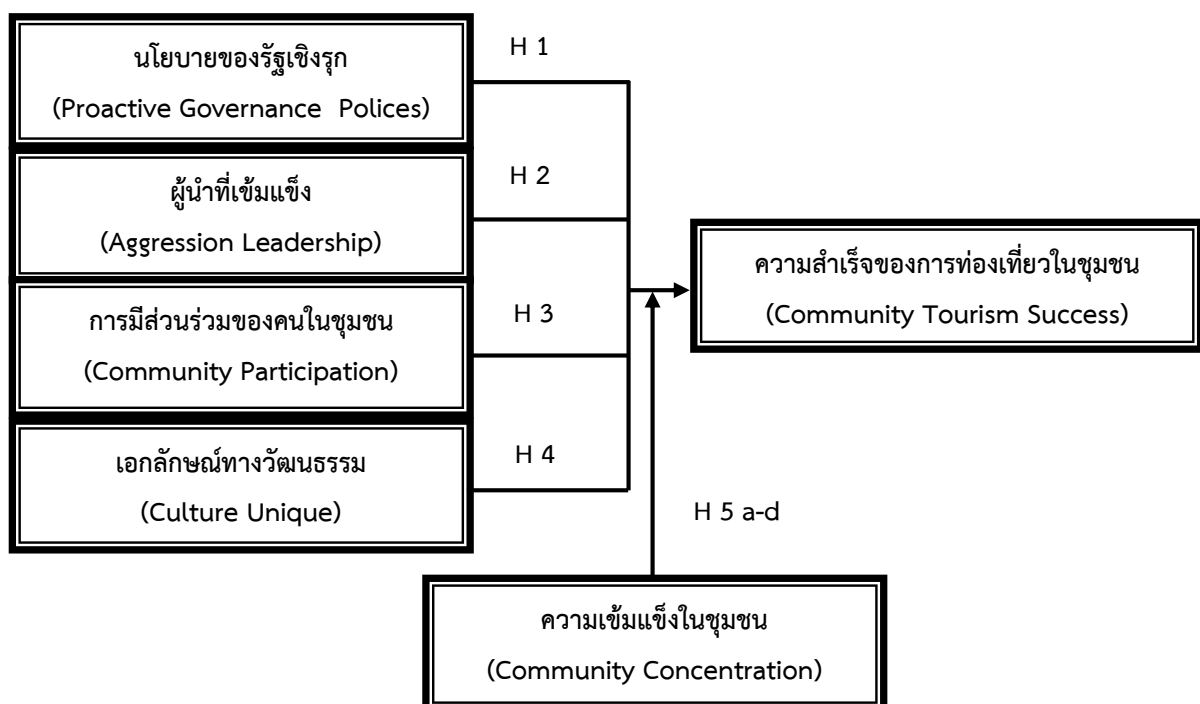 นโยบายของรัฐเชิงรุก
(Proactive Governance Polices)
H 1
ผู้นำที่เข้มแข็ง
(Aggression Leadership)
H 2
การมีส่วนร่วมของคนในชุมชน
(Community Participation)
H 3
เอกลักษณ์ทางวัฒนธรรม
(Culture Unique)
H 4
ความสำเร็จของการท่องเที่ยวในชุมชน
(Community Tourism Success)
H 5 a-d
ความเข้มแข็งในชุมชน
(Community Concentration)